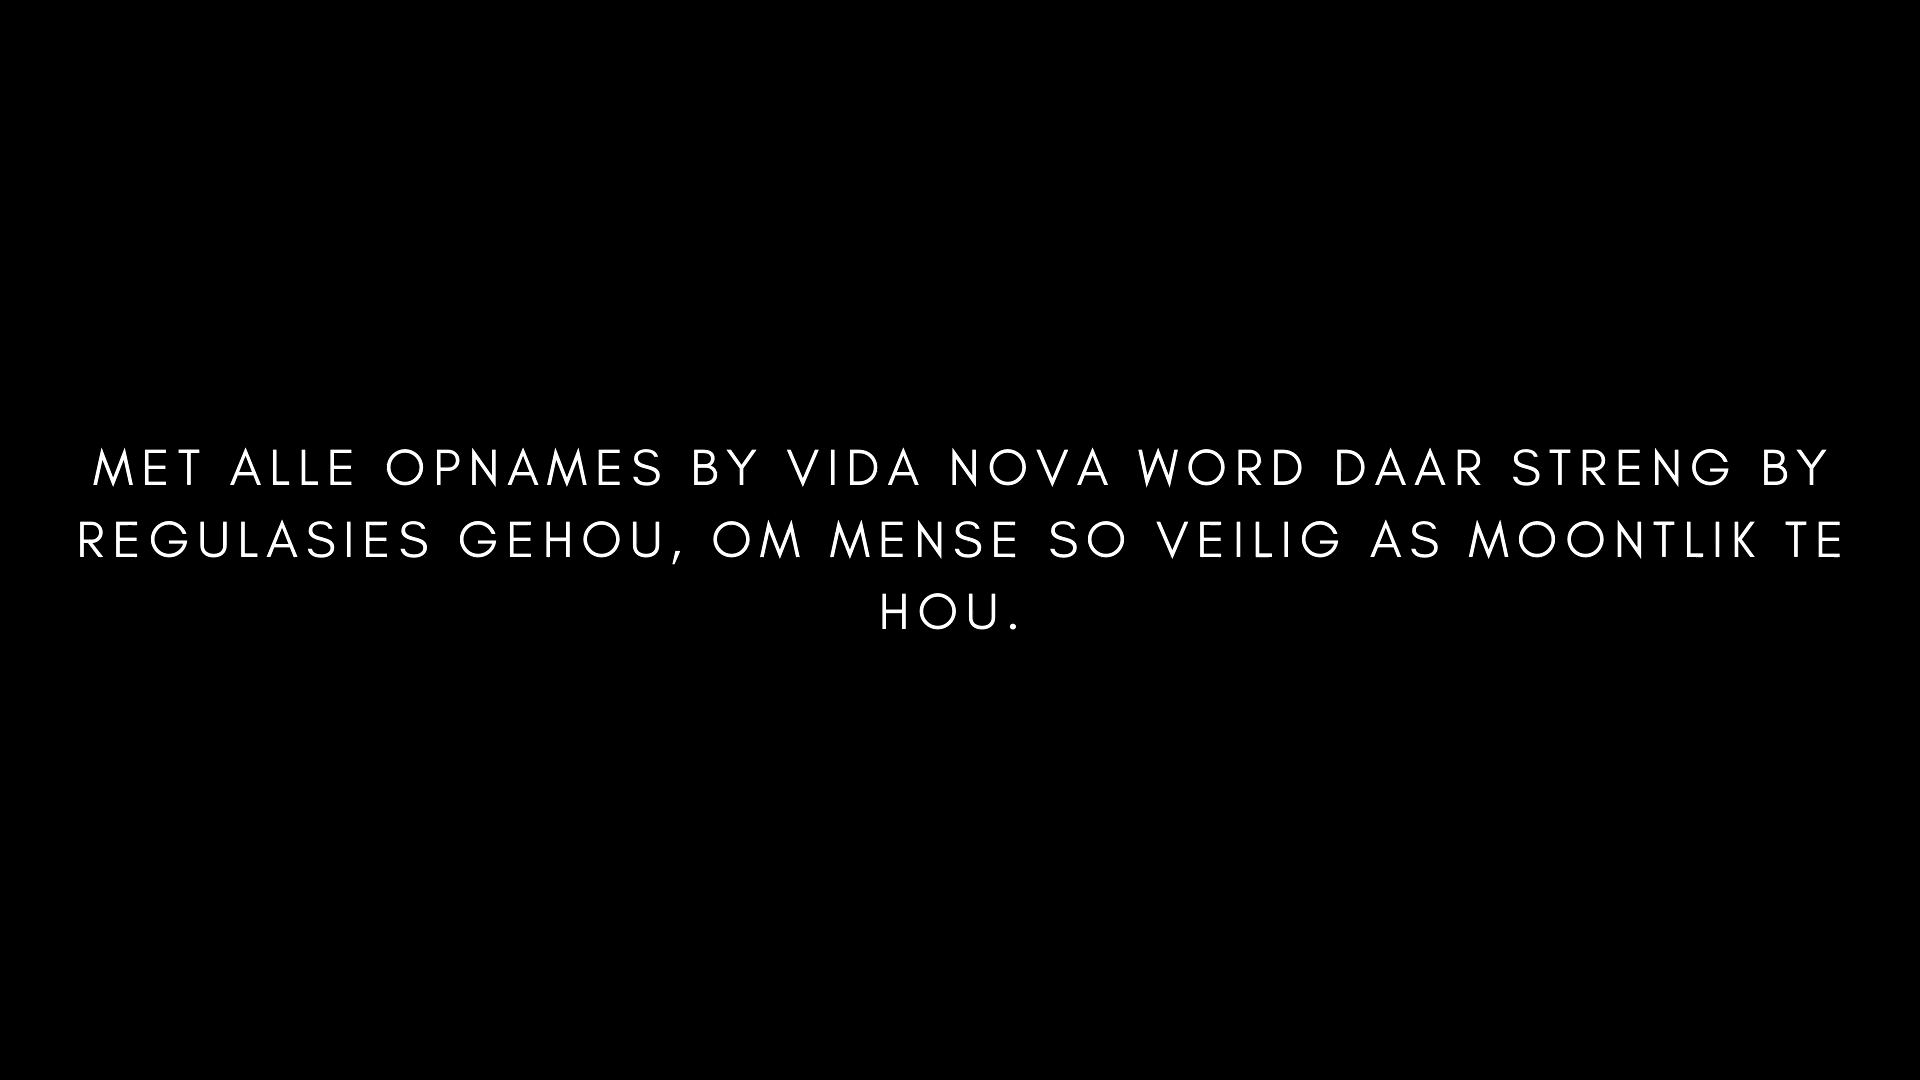 MET ALLE OPNAMES BY VIDA NOVA WORD DAAR STRENG BY
REGULASIES GEHOU, OM MENSE SO VEILIG AS MOONTLIK TE
HOU.